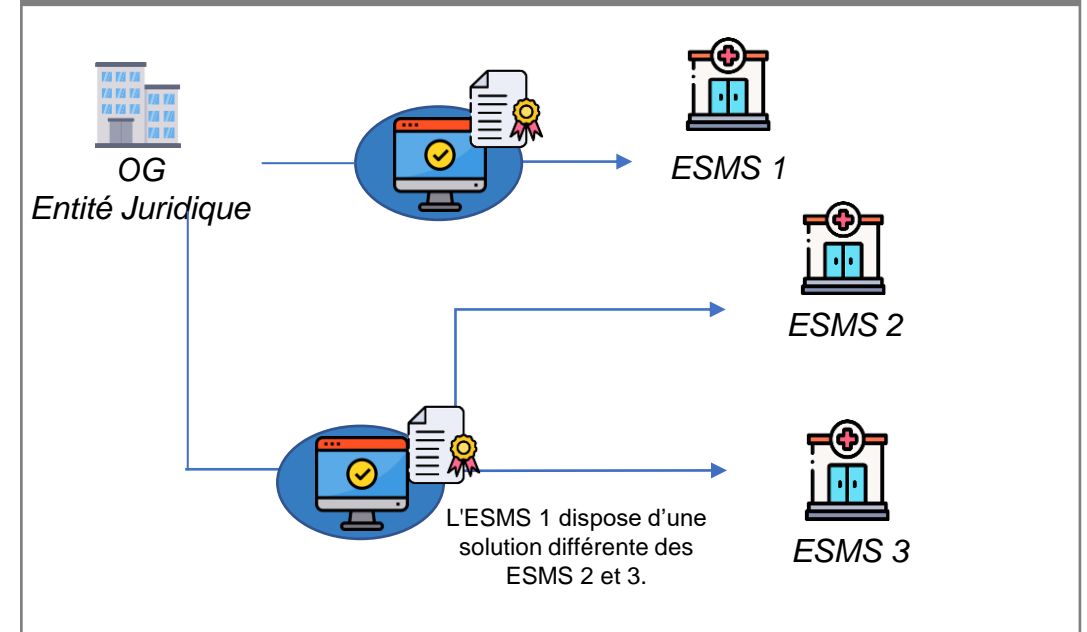 OG
Entité Juridique
ESMS 1
ESMS 2
L'ESMS 1 dispose d’une
solution différente des
ESMS 2 et 3.
ESMS 3